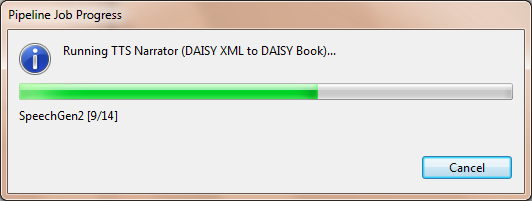 Pipeline Job Progress
Running TTS Narrator (DAISY XML to DAISY Book)...
SpeechGen2 [9/14]
Cancel